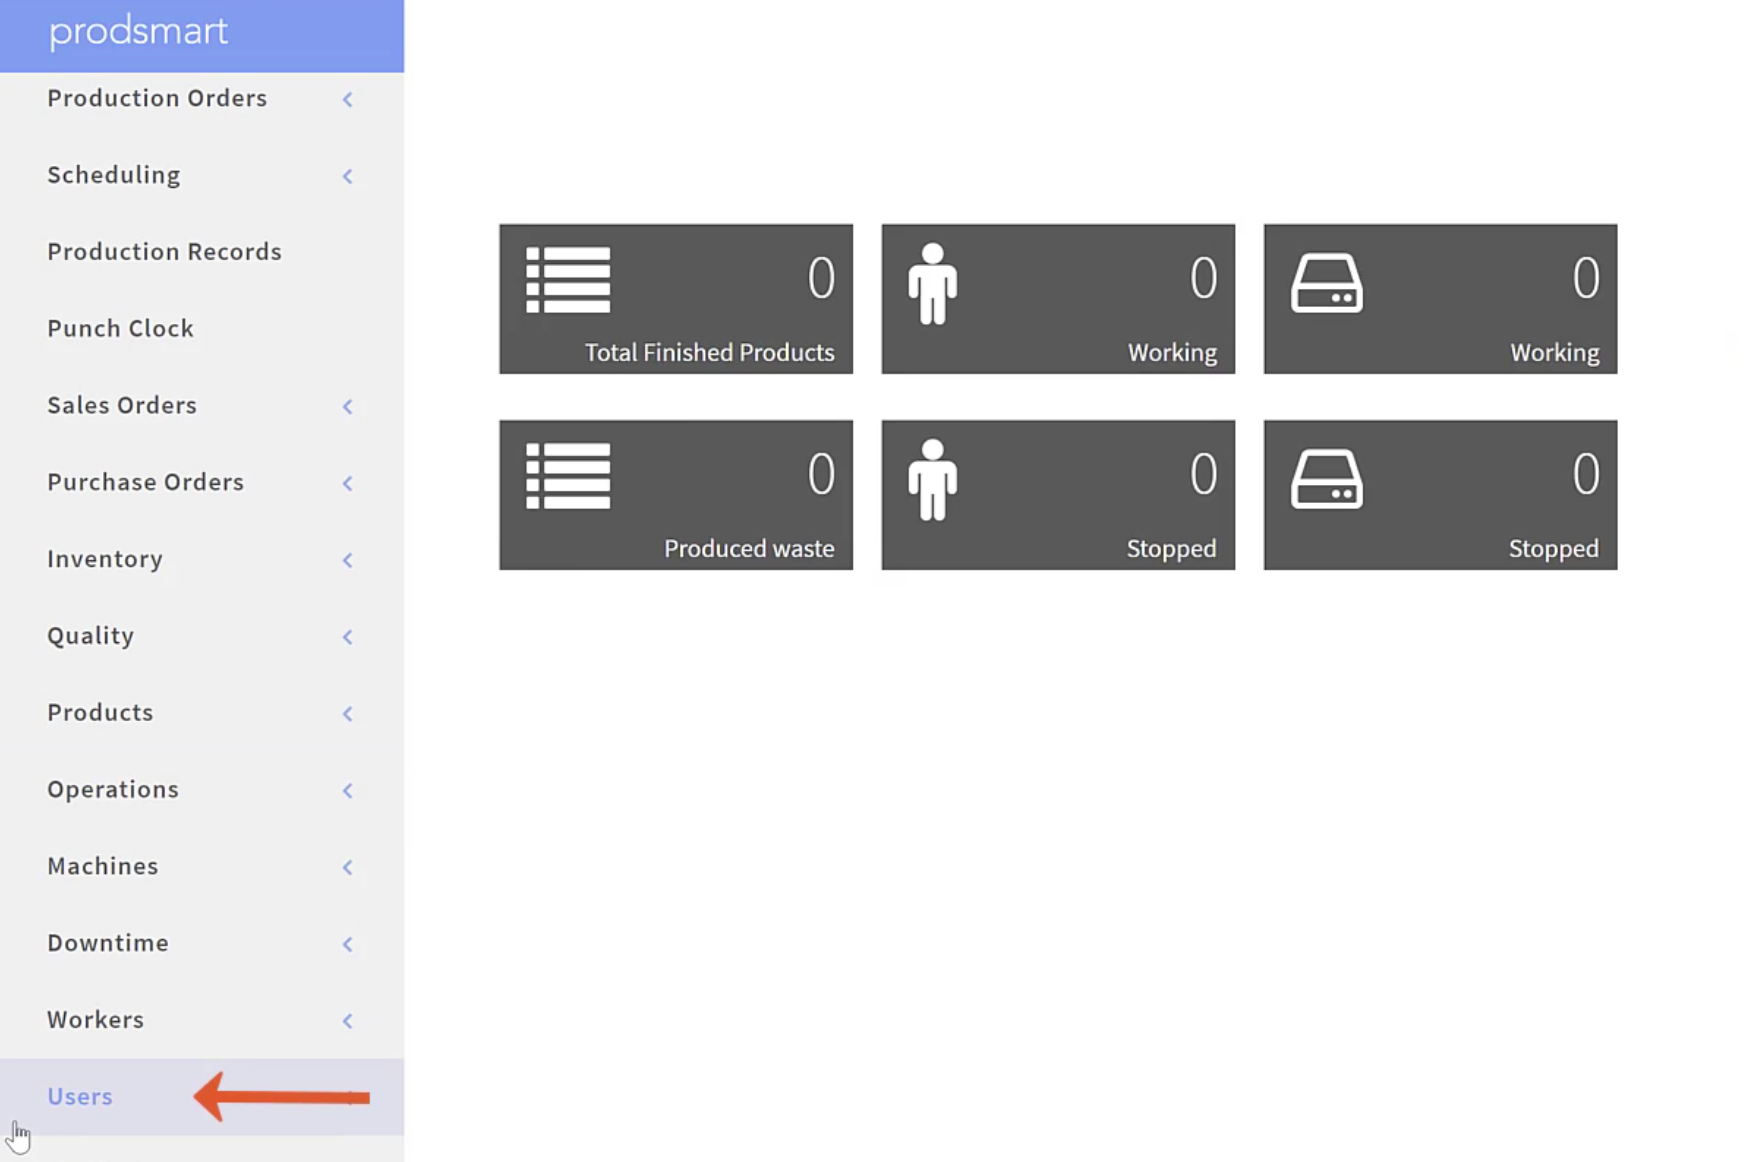 prodsmart
Production Orders
Scheduling
Production Records
Punch Clock
Sales Orders
Purchase Orders
Inventory
Quality
Products
Operations
Machines
Downtime
Workers
Users
0
Total Finished Products
0
Working
0
Working
0
Produced waste
0
Stopped
0
Stopped